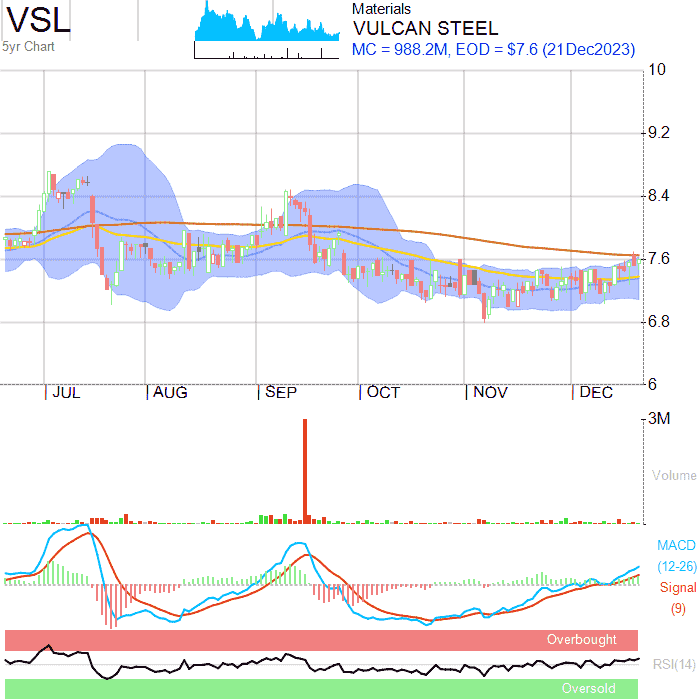 VSL
5yr Chart
Materials
VULCAN STEEL
MC = 988.2M, EOD = $7.6 (21Dec2023)
10
9.2
8.4
7.6
6.8
6
JUL AUG SEP OCT NOV DEC
3M
Volume
MACD
(12-26)
Signal
(9)
Overbought
RSI(14)
Oversold